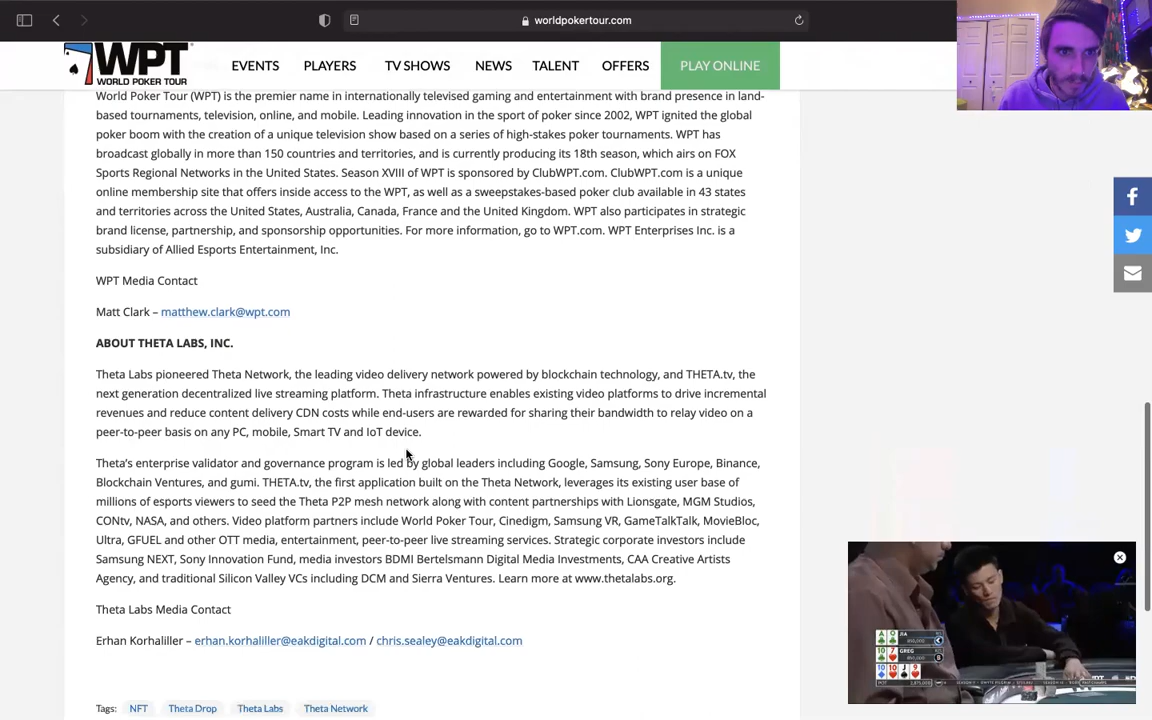 worldpokertour.com
WPT
WORLD POKER TOUR
EVENTS PLAYERS TV SHOWS NEWS TALENT OFFERS PLAY ONLINE
World Poker Tour (WPT) is the premier name in internationally televised gaming and entertainment with brand presence in land-
based tournaments, television, online, and mobile. Leading innovation in the sport of poker since 2002, WPT ignited the global
poker boom with the creation of a unique television show based on a series of high-stakes poker tournaments. WPT has
broadcast globally in more than 150 countries and territories, and is currently producing its 18th season, which airs on FOX
Sports Regional Networks in the United States. Season XVIII of WPT is sponsored by ClubWPT.com. ClubWPT.com is a unique
online membership site that offers inside access to the WPT, as well as a sweepstakes-based poker club available in 43 states
and territories across the United States, Australia, Canada, France and the United Kingdom. WPT also participates in strategic
brand license, partnership, and sponsorship opportunities. For more information, go to WPT.com. WPT Enterprises Inc. is a
subsidiary of Allied Esports Entertainment, Inc.
WPT Media Contact
Matt Clark – matthew.clark@wpt.com
ABOUT THETA LABS, INC.
Theta Labs pioneered Theta Network, the leading video delivery network powered by blockchain technology, and THETA.tv, the
next generation decentralized live streaming platform. Theta infrastructure enables existing video platforms to drive incremental
revenues and reduce content delivery CDN costs while end-users are rewarded for sharing their bandwidth to relay video on a
peer-to-peer basis on any PC, mobile, Smart TV and IoT device.
Theta's enterprise validator and governance program is led by global leaders including Google, Samsung, Sony Europe, Binance,
Blockchain Ventures, and gumi. THETA.tv, the first application built on the Theta Network, leverages its existing user base of
millions of esports viewers to seed the Theta P2P mesh network along with content partnerships with Lionsgate, MGM Studios,
CONtv, NASA, and others. Video platform partners include World Poker Tour, Cinedigm, Samsung VR, GameTalkTalk, MovieBloc,
Ultra, GFUEL and other OTT media, entertainment, peer-to-peer live streaming services. Strategic corporate investors include
Samsung NEXT, Sony Innovation Fund, media investors BDMI Bertelsmann Digital Media Investments, CAA Creative Artists
Agency, and traditional Silicon Valley VCs including DCM and Sierra Ventures. Learn more at www.thetalabs.org.
Theta Labs Media Contact
Erhan Korhaliller – erhan.korhaliller@eakdigital.com / chris.sealey@eakdigital.com
Tags: NFT Theta Drop Theta Labs Theta Network
A Q JIA
10 7 GREG
10 10 J 9